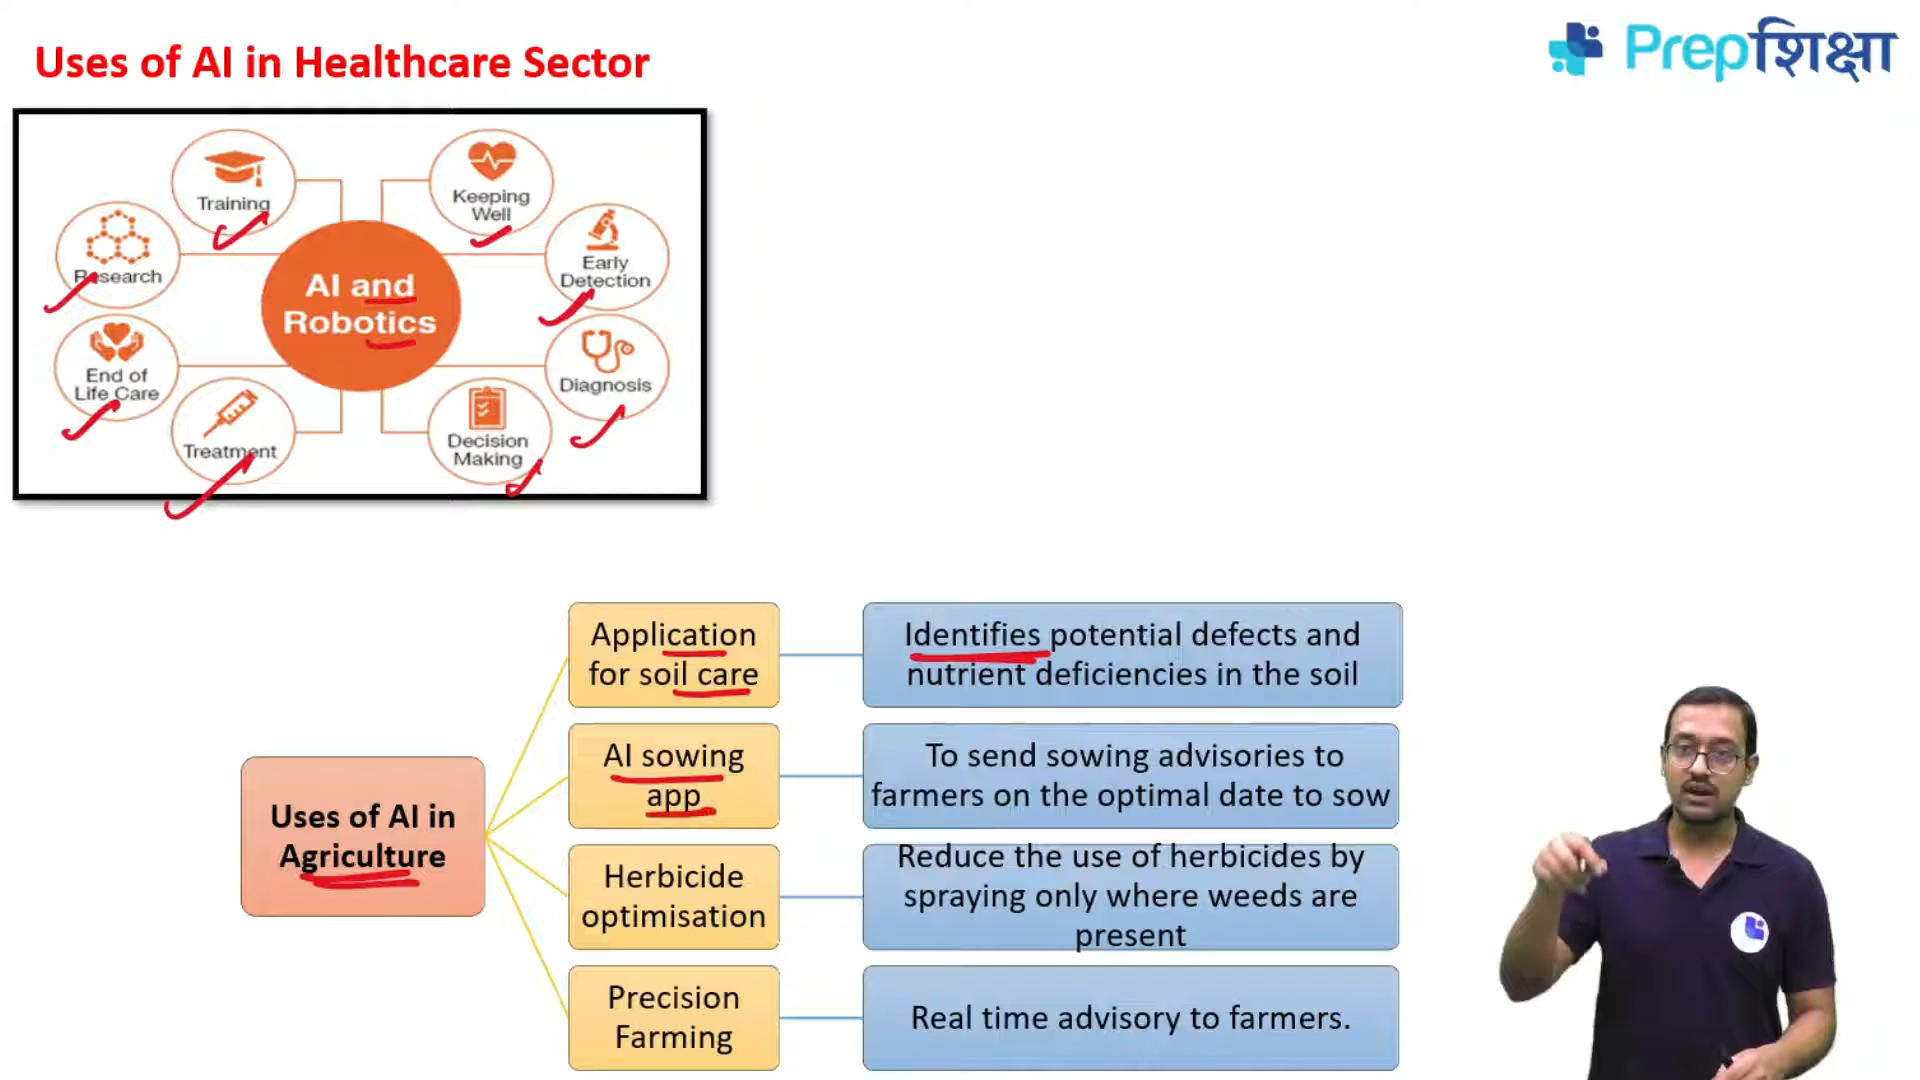 Uses of AI in Healthcare Sector
Prepशिक्षा
Training
Keeping
Well
Research
Early
Detection
AI and
Robotics
End of
Life Care
Diagnosis
Treatment
Decision
Making
Uses of AI in
Agriculture
Application
for soil care
Identifies potential defects and
nutrient deficiencies in the soil
AI sowing
app
To send sowing advisories to
farmers on the optimal date to sow
Herbicide
optimisation
Reduce the use of herbicides by
spraying only where weeds are
present
Precision
Farming
Real time advisory to farmers.